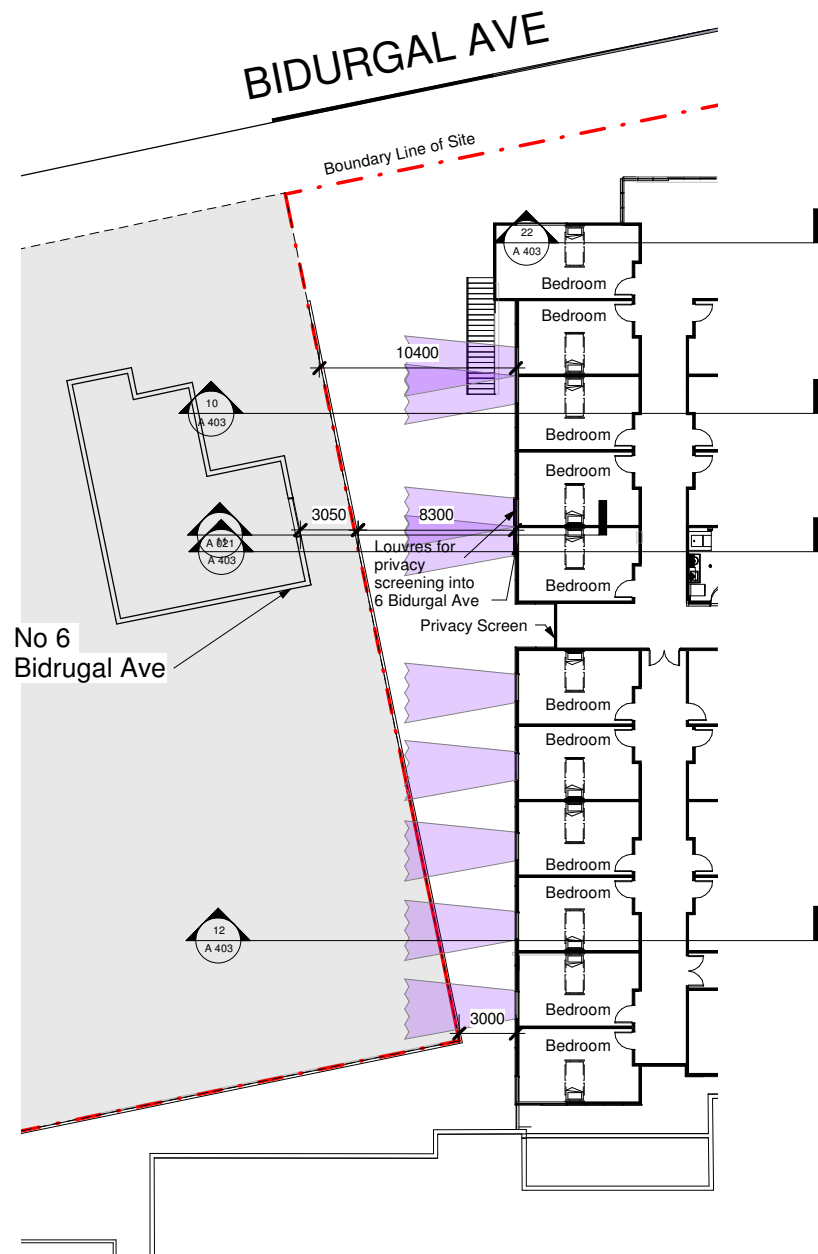 BIDURGAL AVE
Boundary Line of Site
22
A 403
Bedroom
Bedroom
10400
10
A 403
Bedroom
Bedroom
3050
8300
A 021
A 403
Louvres for
privacy
screening into
6 Bidurgal Ave
Bedroom
Privacy Screen
No 6
Bidrugal Ave
Bedroom
Bedroom
Bedroom
Bedroom
12
A 403
Bedroom
3000
Bedroom